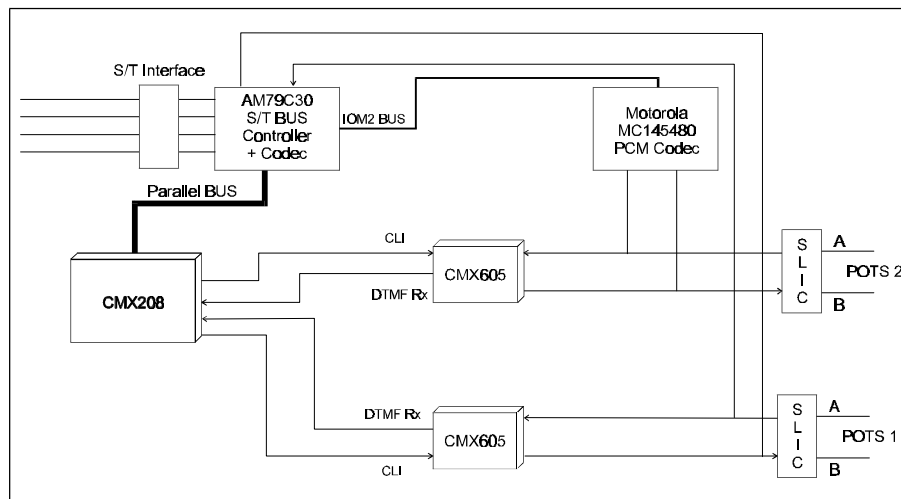 S/T Interface
AM79C30
S/T BUS
Controller
+ Codec
IOM2 BUS
Motorola
MC145480
PCM Codec
Parallel BUS
CLI
CMX605
DTMF Rx
CMX208
S
L
I
C
A
POTS 2
B
DTMF Rx
CMX605
CLI
S
L
I
C
A
POTS 1
B